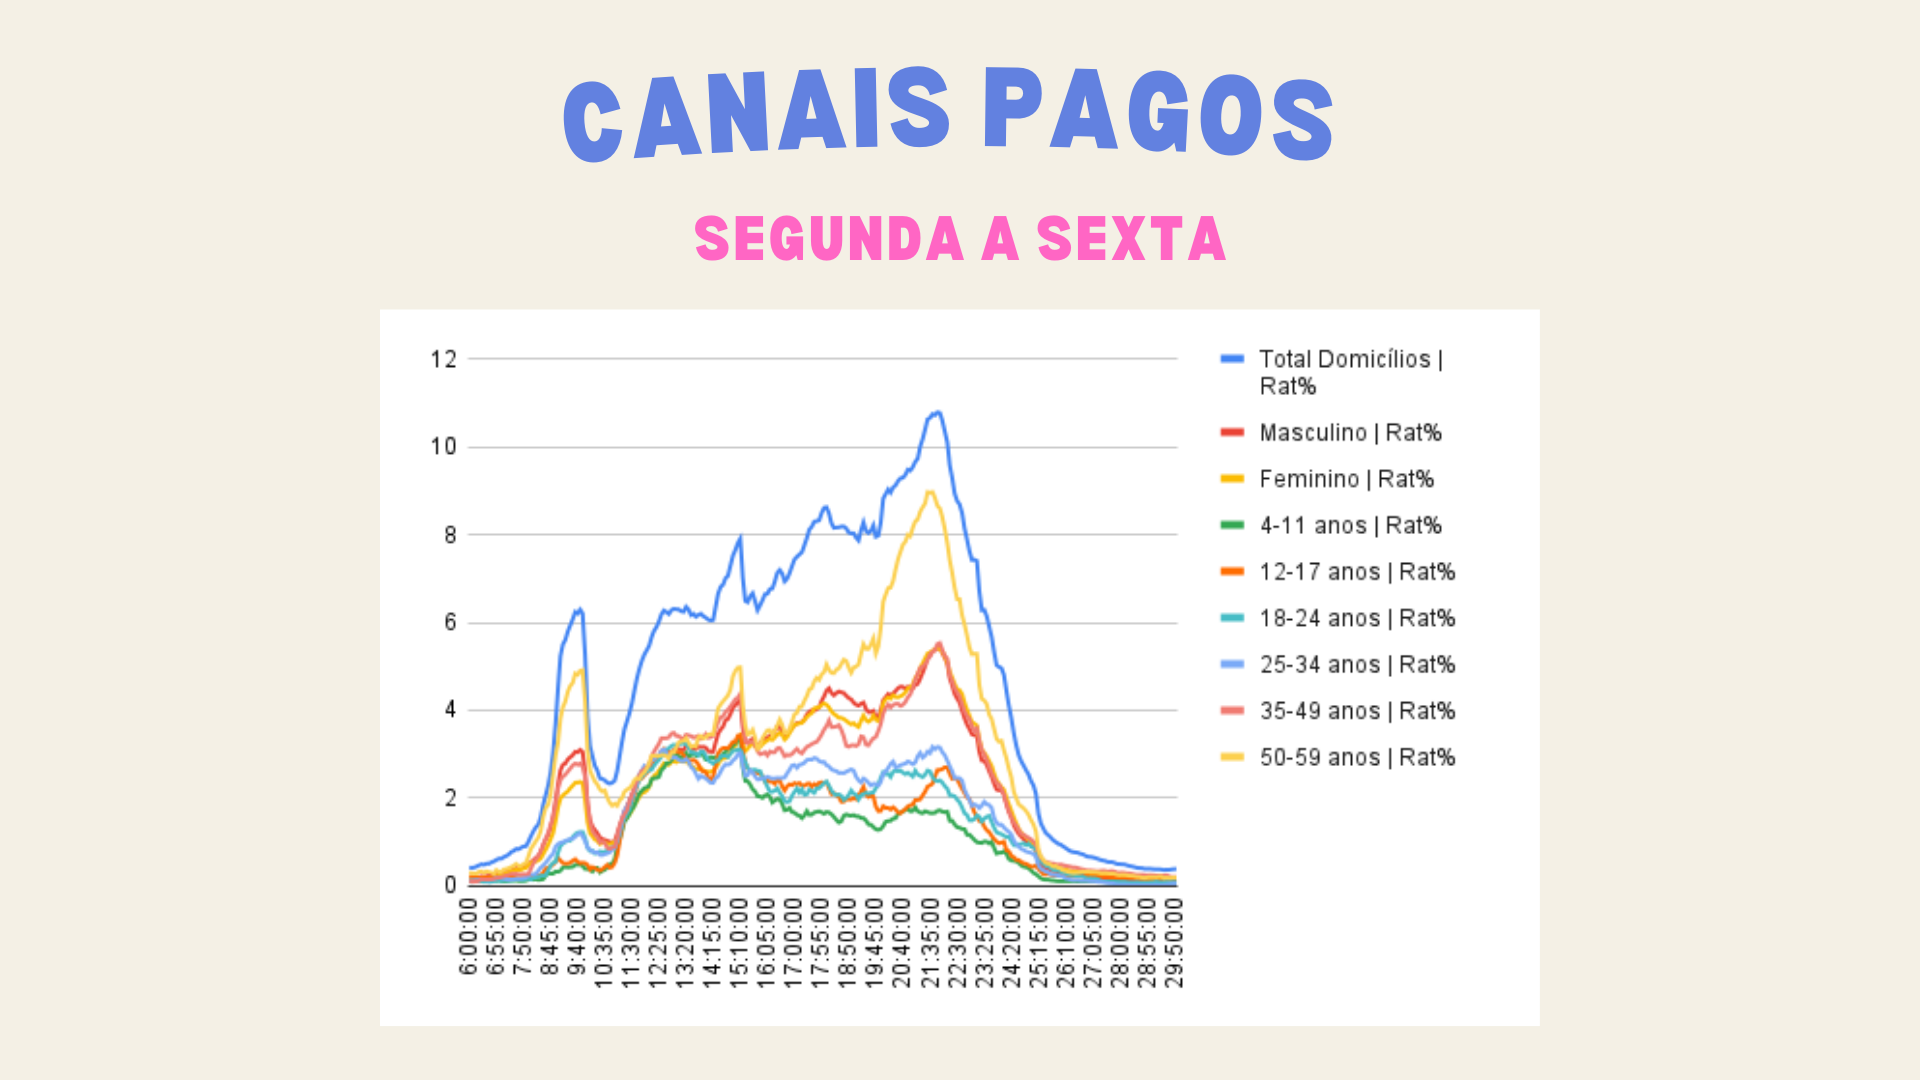 CANAIS PAGOS
SEGUNDA A SEXTA
12
10
8
6
4
2
0
6:00:00
6:55:00
7:50:00
8:45:00
9:40:00
10:35:00
11:30:00
12:25:00
13:20:00
14:15:00
15:10:00
16:05:00
17:00:00
17:55:00
18:50:00
19:45:00
20:40:00
21:35:00
22:30:00
23:25:00
24:20:00
25:15:00
26:10:00
27:05:00
28:00:00
28:55:00
29:50:00
Total Domicílios |
Rat%
Masculino | Rat%
Feminino | Rat%
4-11 anos | Rat%
12-17 anos | Rat%
18-24 anos | Rat%
25-34 anos | Rat%
35-49 anos | Rat%
50-59 anos | Rat%